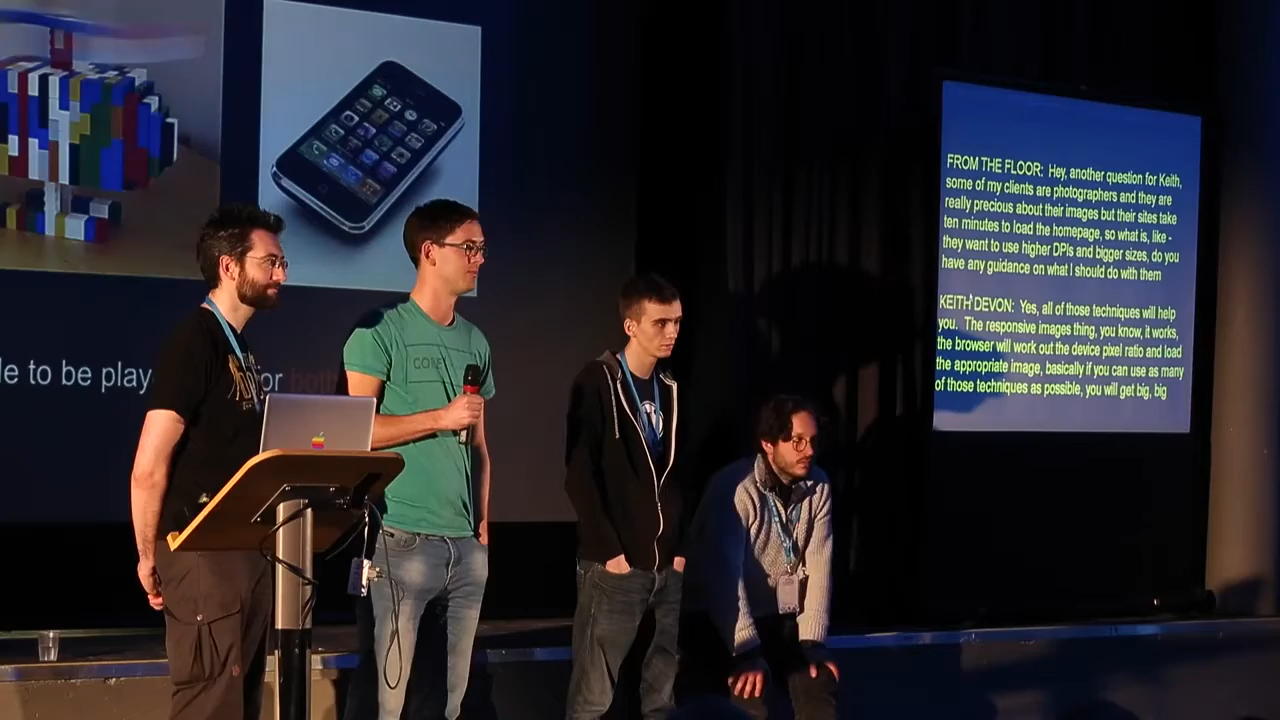 le to be play
or both
GONE
FROM THE FLOOR: Hey, another question for Keith,
some of my clients are photographers and they are
really precious about their images but their sites take
ten minutes to load the homepage, so what is, like -
they want to use higher DPIs and bigger sizes, do you
have any guidance on what I should do with them
KEITH DEVON: Yes, all of those techniques will help
you. The responsive images thing, you know, it works,
the browser will work out the device pixel ratio and load
the appropriate image, basically if you can use as many
of those techniques as possible, you will get big, big